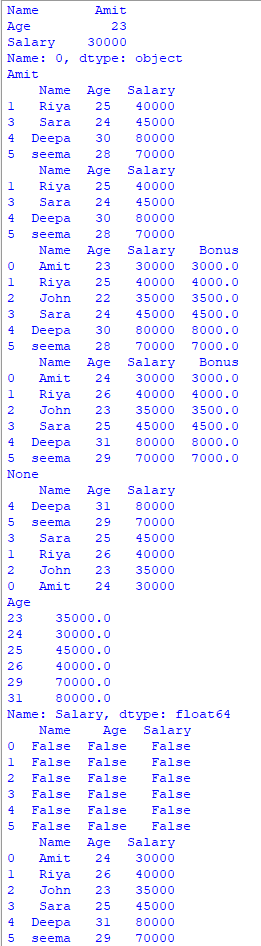 Name       Amit
Age          23
Salary    30000
Name: 0, dtype: object
Amit
    Name  Age  Salary
1   Riya   25   40000
3   Sara   24   45000
4  Deepa   30   80000
5  seema   28   70000
    Name  Age  Salary
1   Riya   25   40000
3   Sara   24   45000
4  Deepa   30   80000
5  seema   28   70000
    Name  Age  Salary   Bonus
0   Amit   23   30000  3000.0
1   Riya   25   40000  4000.0
2   John   22   35000  3500.0
3   Sara   24   45000  4500.0
4  Deepa   30   80000  8000.0
5  seema   28   70000  7000.0
    Name  Age  Salary   Bonus
0   Amit   24   30000  3000.0
1   Riya   26   40000  4000.0
2   John   23   35000  3500.0
3   Sara   25   45000  4500.0
4  Deepa   31   80000  8000.0
5  seema   29   70000  7000.0
None
    Name  Age  Salary
4  Deepa   31   80000
5  seema   29   70000
3   Sara   25   45000
1   Riya   26   40000
2   John   23   35000
0   Amit   24   30000
Age
23    35000.0
24    30000.0
25    45000.0
26    40000.0
29    70000.0
31    80000.0
Name: Salary, dtype: float64
    Name    Age  Salary
0  False  False   False
1  False  False   False
2  False  False   False
3  False  False   False
4  False  False   False
5  False  False   False
    Name  Age  Salary
0   Amit   24   30000
1   Riya   26   40000
2   John   23   35000
3   Sara   25   45000
4  Deepa   31   80000
5  seema   29   70000